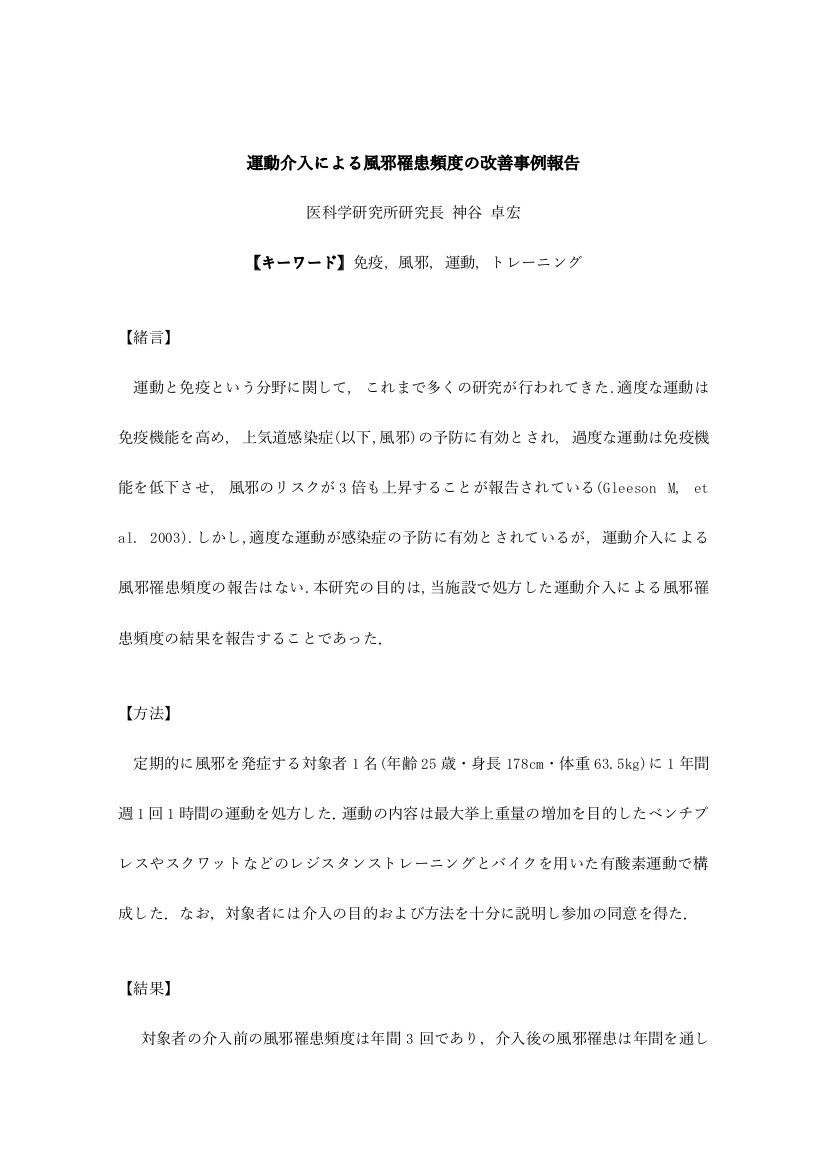 運動介入による風邪罹患頻度の改善事例報告
医科学研究所研究長 神谷 卓宏
【キーワード】免疫, 風邪, 運動, トレーニング
【緒言】
運動と免疫という分野に関して, これまで多くの研究が行われてきた.適度な運動は
免疫機能を高め, 上気道感染症(以下,風邪)の予防に有効とされ, 過度な運動は免疫機
能を低下させ, 風邪のリスクが 3 倍も上昇することが報告されている(Gleeson M, et
al. 2003).しかし,適度な運動が感染症の予防に有効とされているが, 運動介入による
風邪罹患頻度の報告はない.本研究の目的は,当施設で処方した運動介入による風邪罹
患頻度の結果を報告することであった.
【方法】
定期的に風邪を発症する対象者 1 名(年齢 25 歳・身長 178cm・体重 63.5kg)に 1 年間
週 1 回 1 時間の運動を処方した.運動の内容は最大挙上重量の増加を目的したベンチプ
レスやスクワットなどのレジスタンストレーニングとバイクを用いた有酸素運動で構
成した. なお, 対象者には介入の目的および方法を十分に説明し参加の同意を得た.
【結果】
対象者の介入前の風邪罹患頻度は年間 3 回であり, 介入後の風邪罹患は年間を通し